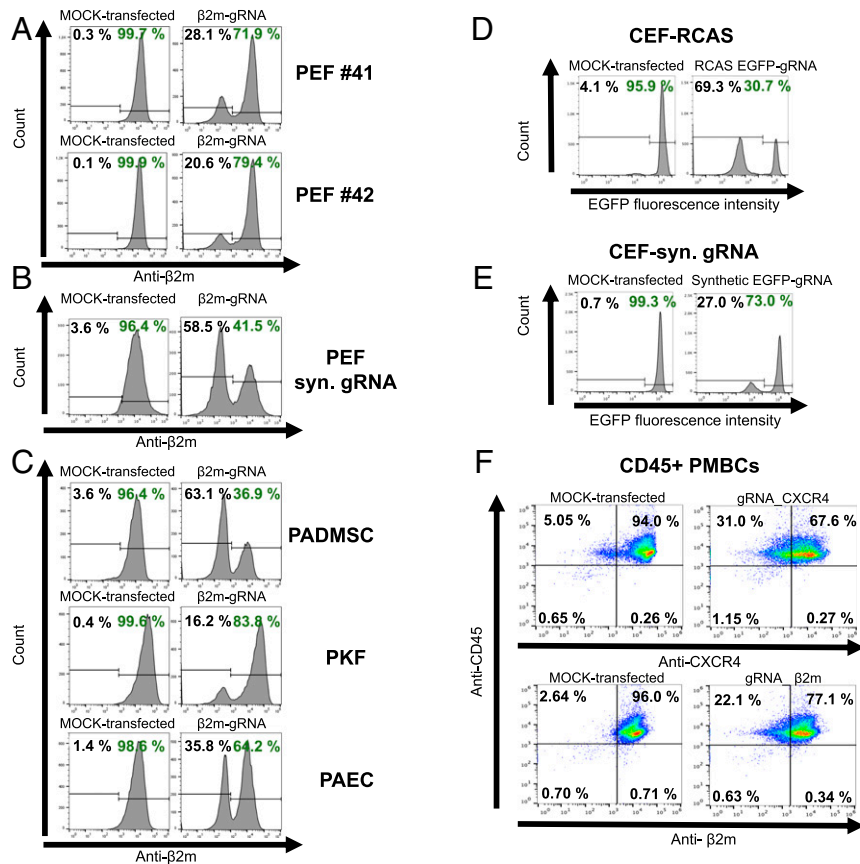 A
MOCK-transfected β2m-gRNA
0.3 % 99.7 % 28.1 % 71.9 %
PEF #41
MOCK-transfected β2m-gRNA
0.1 % 99.9 % 20.6 % 79.4 %
PEF #42
Count
Anti-β2m
B
MOCK-transfected β2m-gRNA
3.6 % 96.4 % 58.5 % 41.5 %
PEF
syn. gRNA
Count
Anti-β2m
C
MOCK-transfected β2m-gRNA
3.6 % 96.4 % 63.1 % 36.9 %
PADMSC
MOCK-transfected β2m-gRNA
0.4 % 99.6 % 16.2 % 83.8 %
PKF
MOCK-transfected β2m-gRNA
1.4 % 98.6 % 35.8 % 64.2 %
PAEC
Count
Anti-β2m
D
CEF-RCAS
MOCK-transfected RCAS EGFP-gRNA
4.1 % 95.9 % 69.3 % 30.7 %
Count
EGFP fluorescence intensity
E
CEF-syn. gRNA
MOCK-transfected Synthetic EGFP-gRNA
0.7 % 99.3 % 27.0 % 73.0 %
Count
EGFP fluorescence intensity
F
CD45+ PMBCs
MOCK-transfected gRNA_CXCR4
5.05 % 94.0 % 31.0 % 67.6 %
0.65 % 0.26 % 1.15 % 0.27 %
Anti-CD45
Anti-CXCR4
MOCK-transfected gRNA_ β2m
2.64 % 96.0 % 22.1 % 77.1 %
0.70 % 0.71 % 0.63 % 0.34 %
Anti- β2m